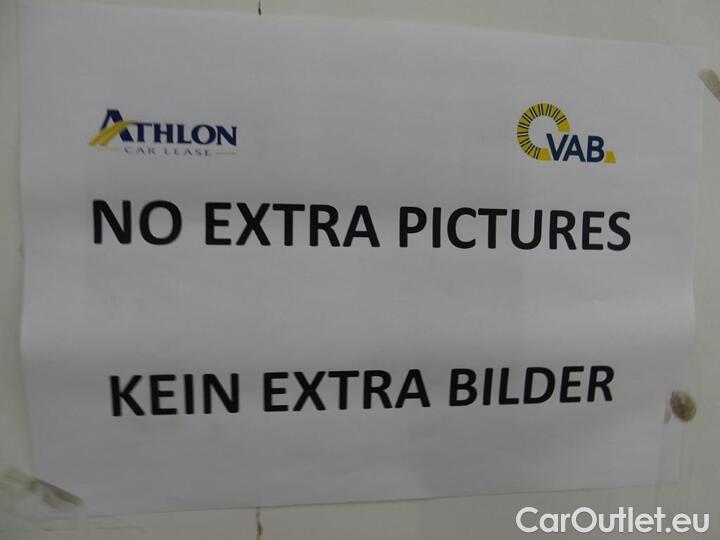 ATHLON
CAR LEASE
VAB
NO EXTRA PICTURES
KEIN EXTRA BILDER
CarOutlet.eu